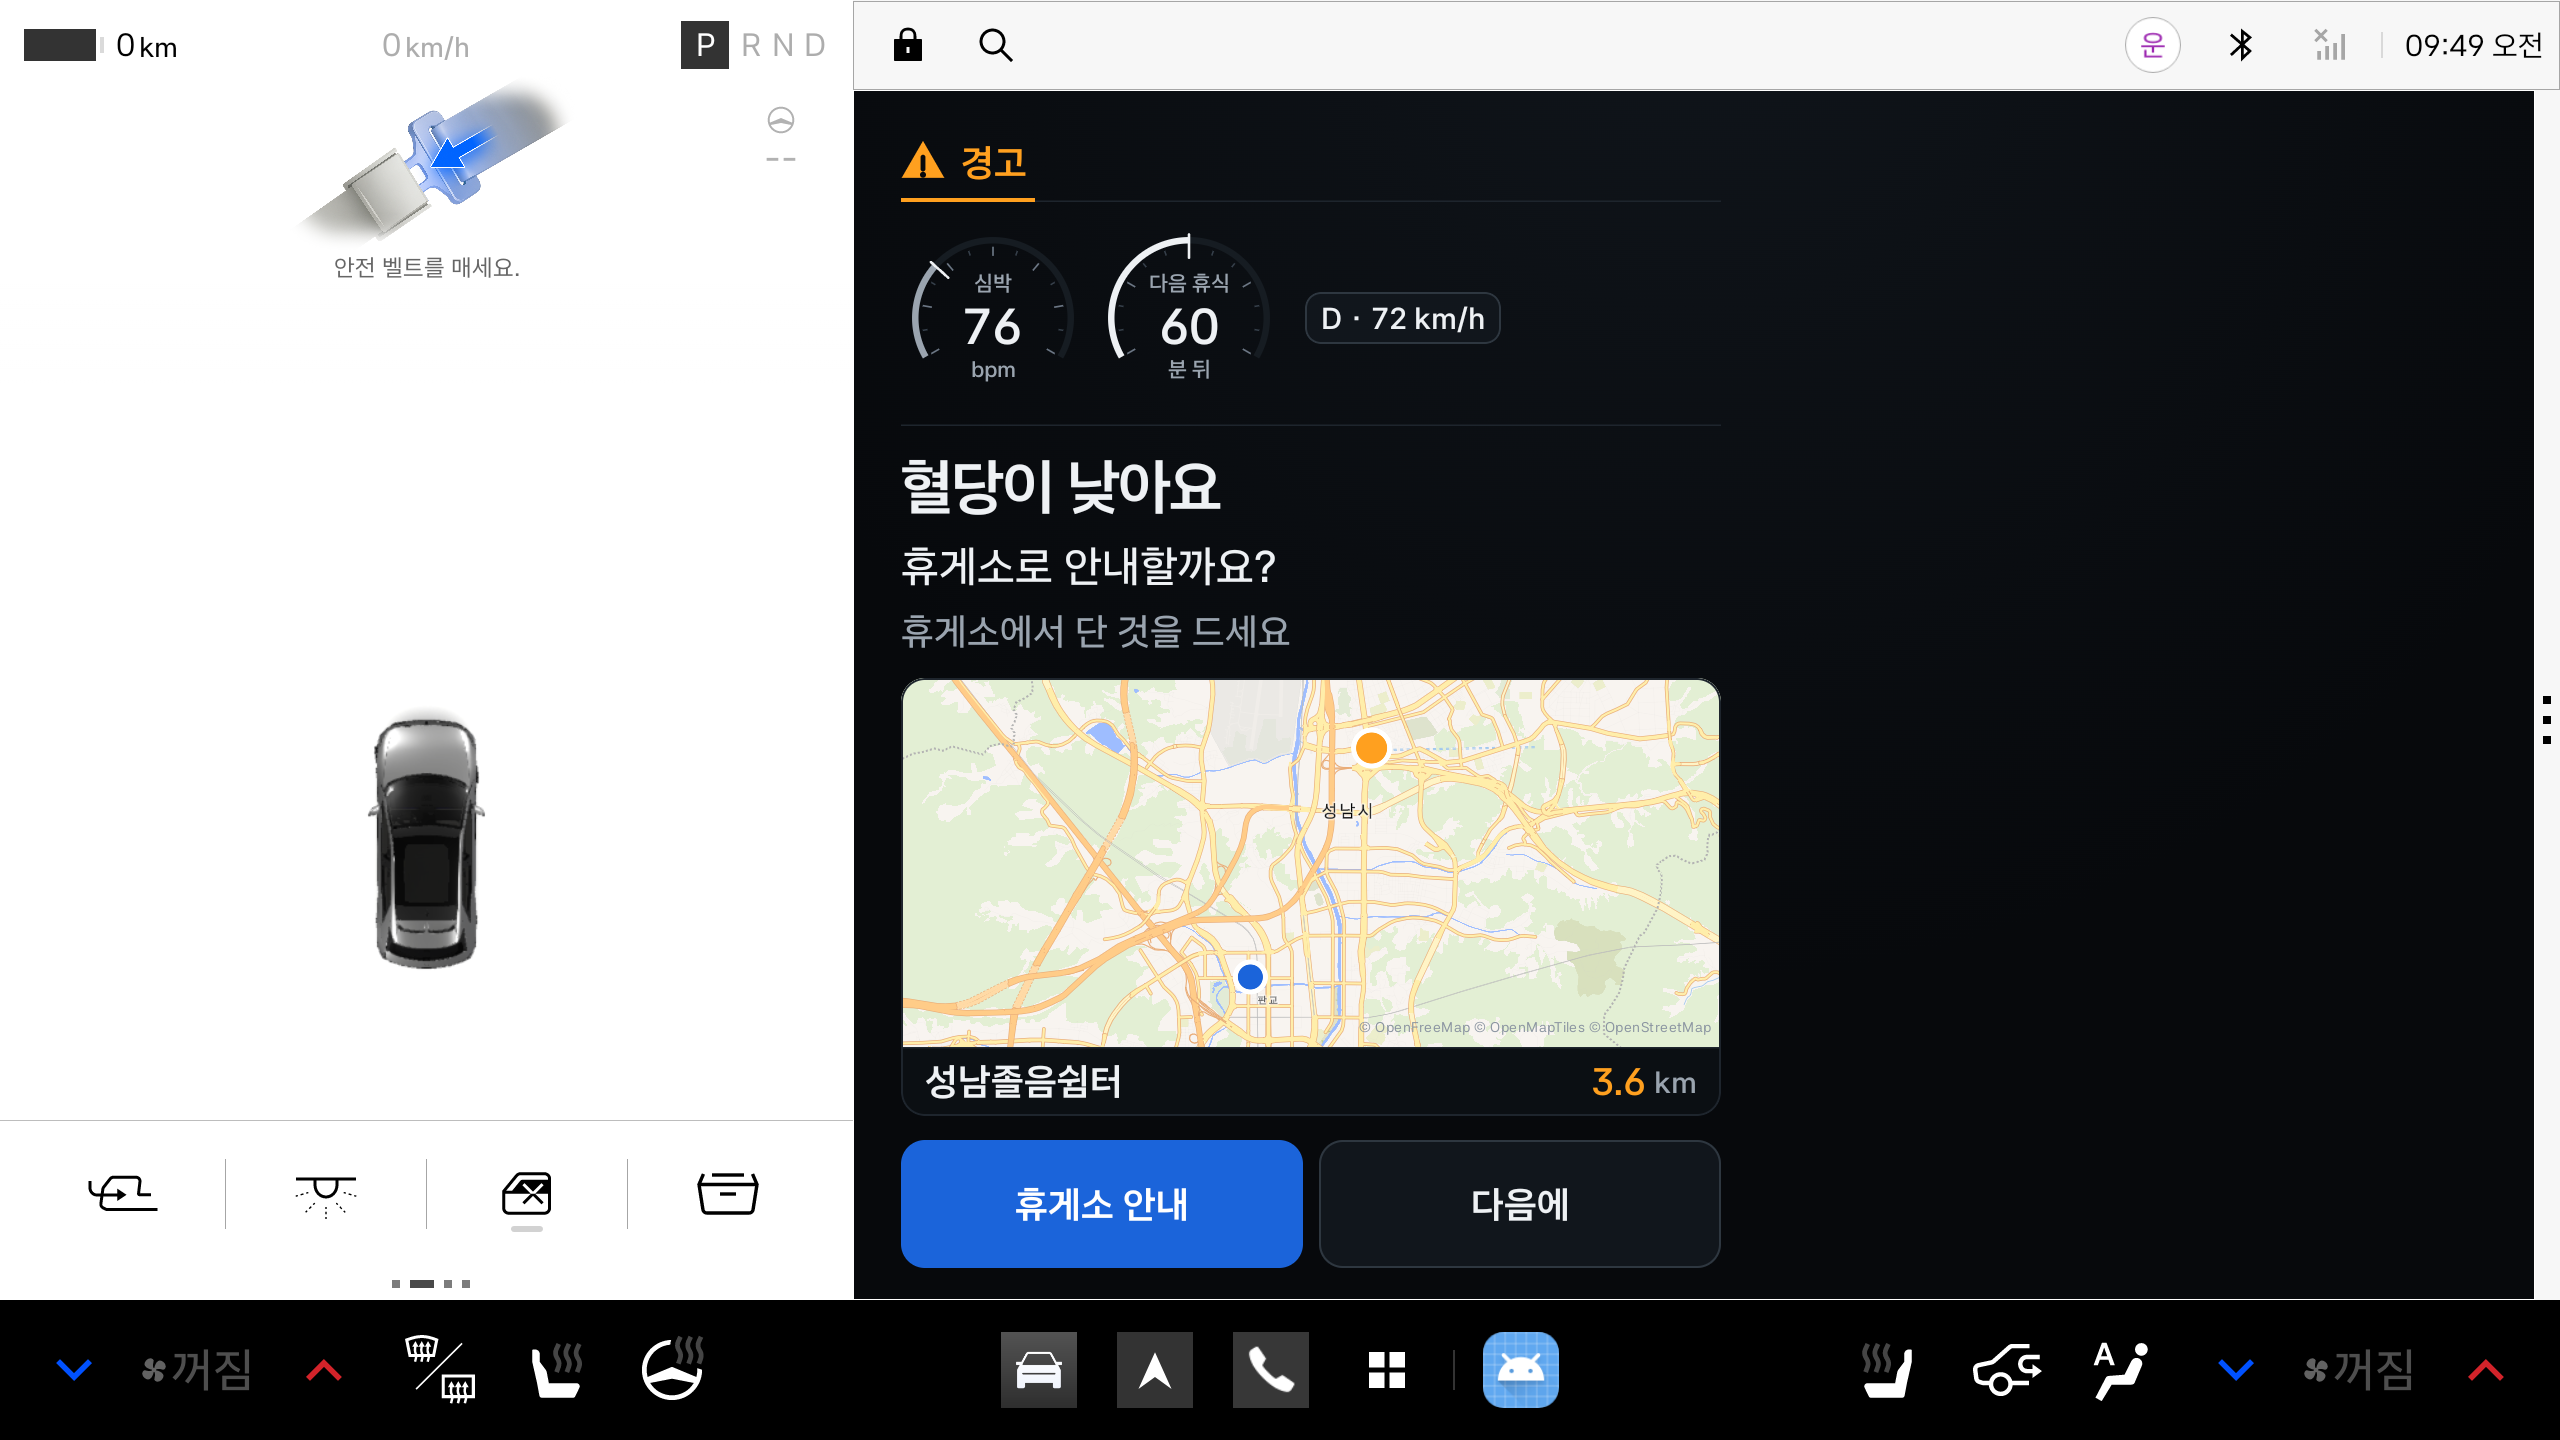 0 km
0 km/h
P R N D
안전 벨트를 매세요.
운
09:49 오전
경고
심박
76
bpm
다음 휴식
60
분 뒤
D · 72 km/h
혈당이 낮아요
휴게소로 안내할까요?
휴게소에서 단 것을 드세요
성남시
판교
© OpenFreeMap © OpenMapTiles © OpenStreetMap
성남졸음쉼터
3.6 km
휴게소 안내
다음에
꺼짐
A
꺼짐